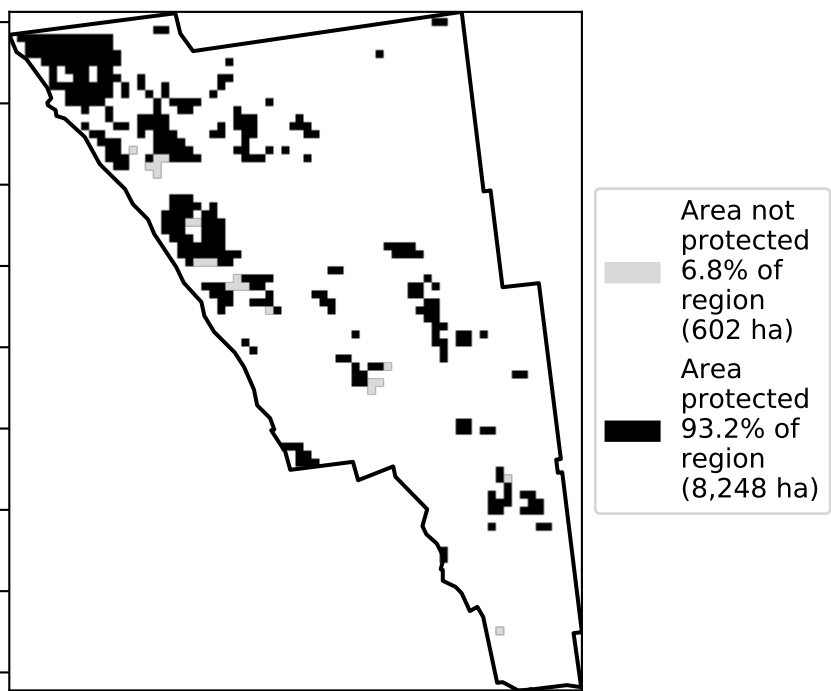 Area not
protected
6.8% of
region
(602 ha)
Area
protected
93.2% of
region
(8,248 ha)